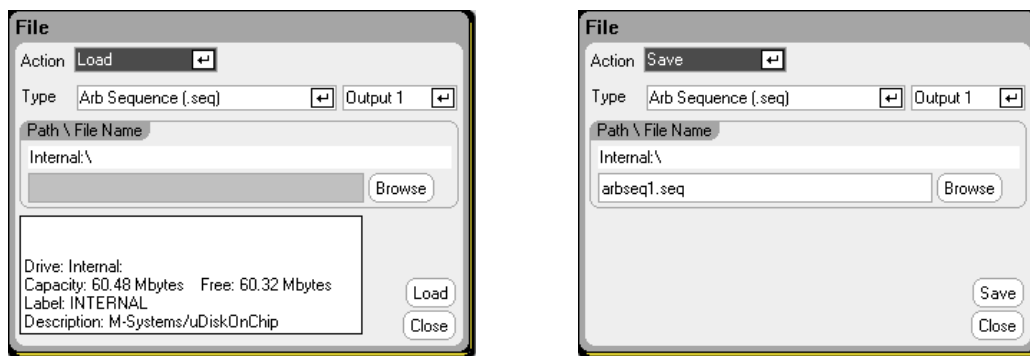 File
Action Load
Type Arb Sequence (.seq) Output 1
Path \ File Name
Internal:\
Browse
Drive: Internal:
Capacity: 60.48 Mbytes Free: 60.32 Mbytes
Label: INTERNAL
Description: M-Systems/uDiskOnChip
Load
Close
File
Action Save
Type Arb Sequence (.seq) Output 1
Path \ File Name
Internal:\
arbseq1.seq Browse
Save
Close